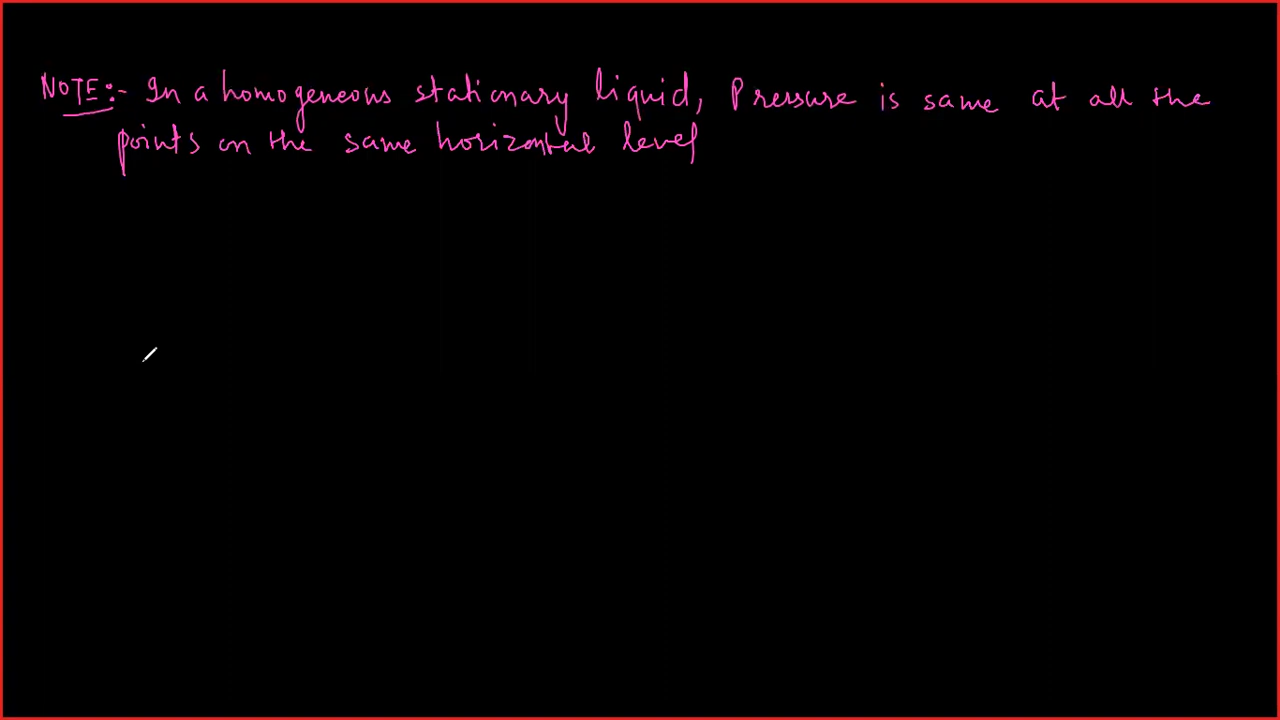 NOTE:- In a homogeneous stationary liquid, Pressure is same at all the
points on the same horizontal level